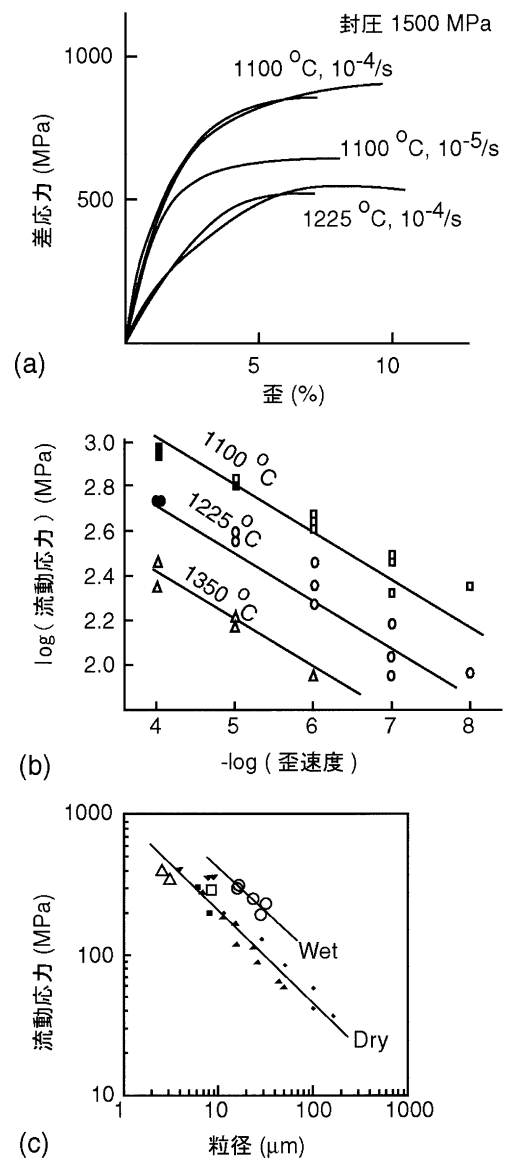 封圧 1500 MPa
1000
1100 °C, 10-4/s
1100 °C, 10-5/s
500
1225 °C, 10-4/s
差応力 (MPa)
5
10
歪 (%)
(a)
3.0
1100 °C
2.8
1225 °C
2.6
2.4
1350 °C
2.2
2.0
log( 流動応力 ) (MPa)
4
5
6
7
8
-log ( 歪速度 )
(b)
1000
100
Wet
Dry
10
流動応力 (MPa)
1
10
100
1000
粒径 (μm)
(c)